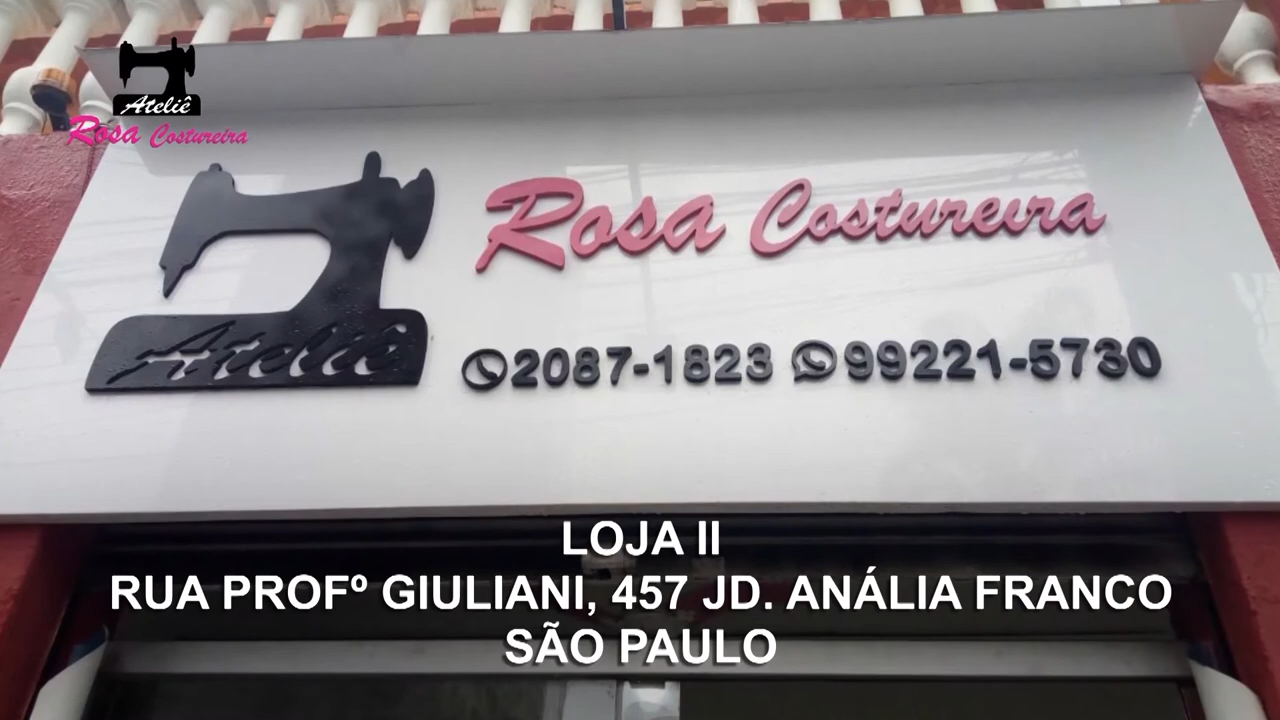 Ateliê
Rosa Costureira
Rosa Costureira
Ateliê
2087-1823 99221-5730
LOJA II
RUA PROFº GIULIANI, 457 JD. ANÁLIA FRANCO
SÃO PAULO